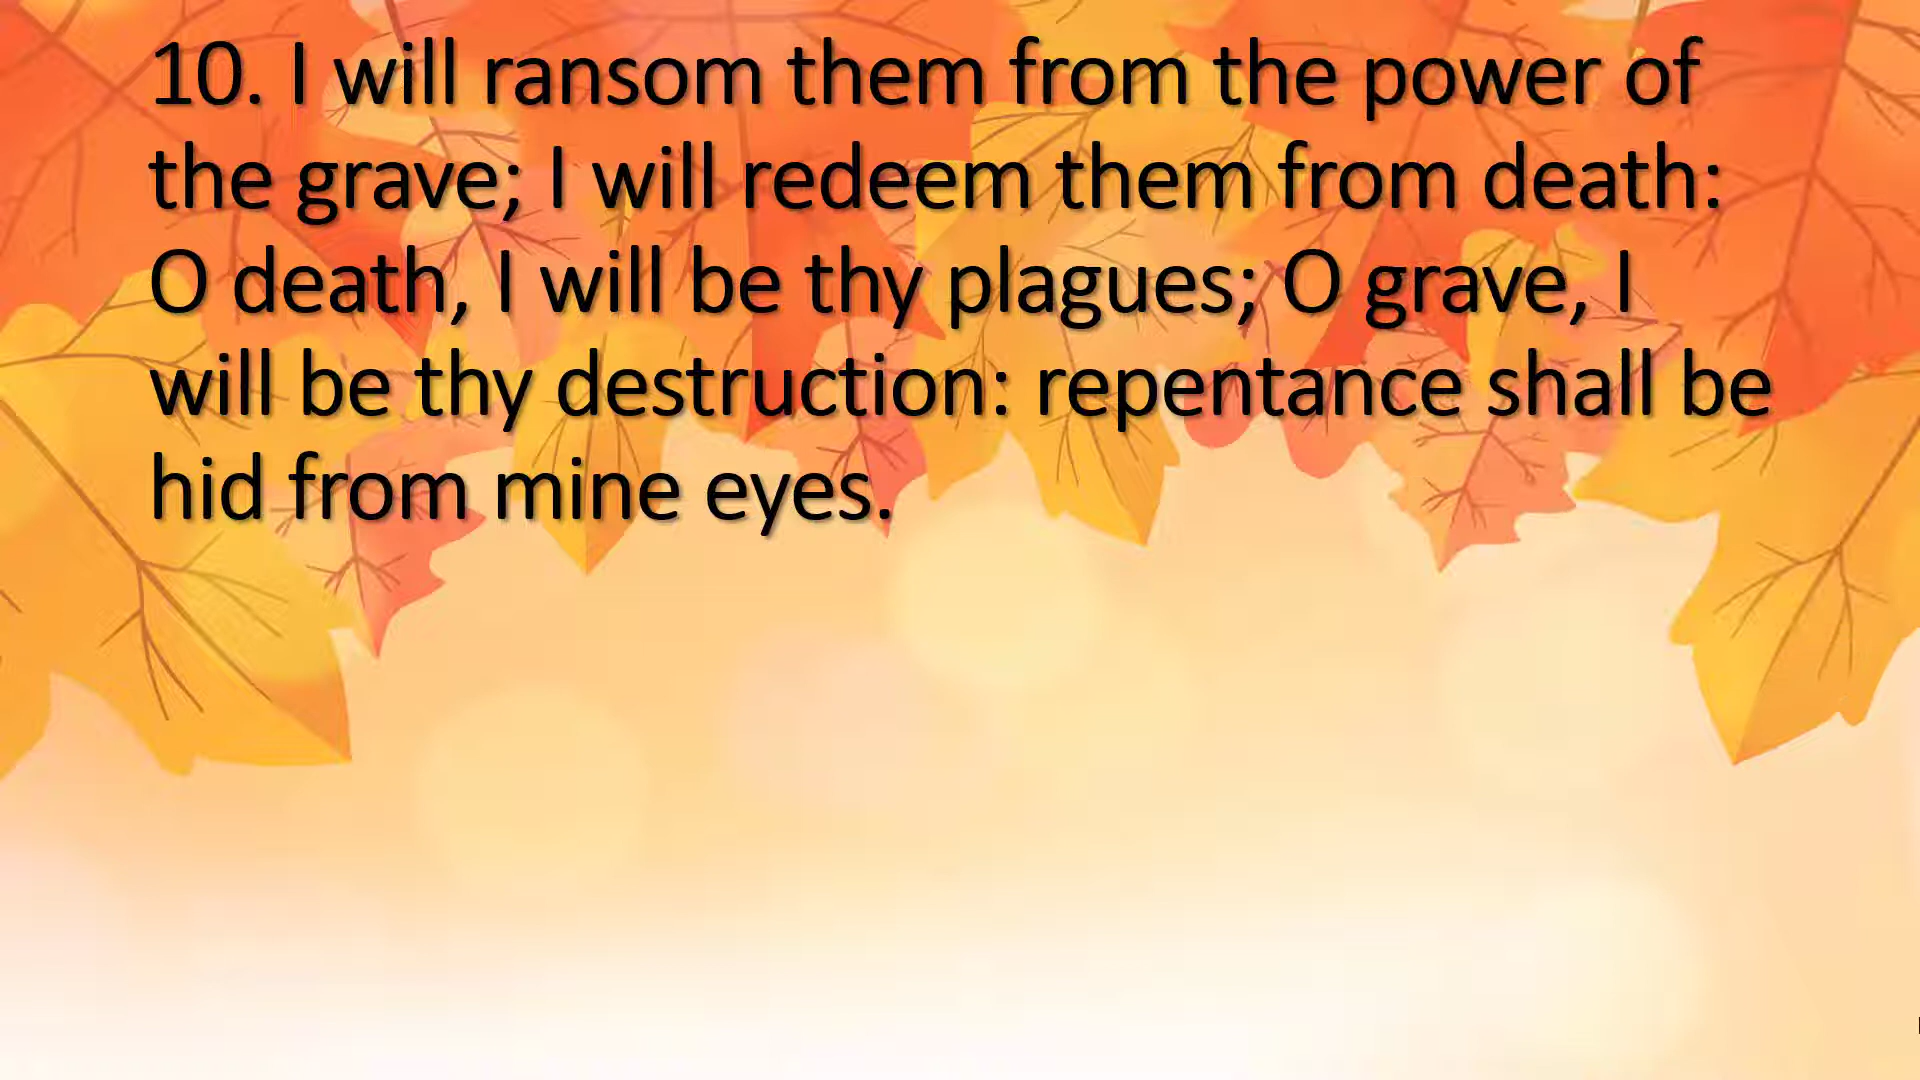 10. I will ransom them from the power of
the grave; I will redeem them from death:
O death, I will be thy plagues; O grave, I
will be thy destruction: repentance shall be
hid from mine eyes.